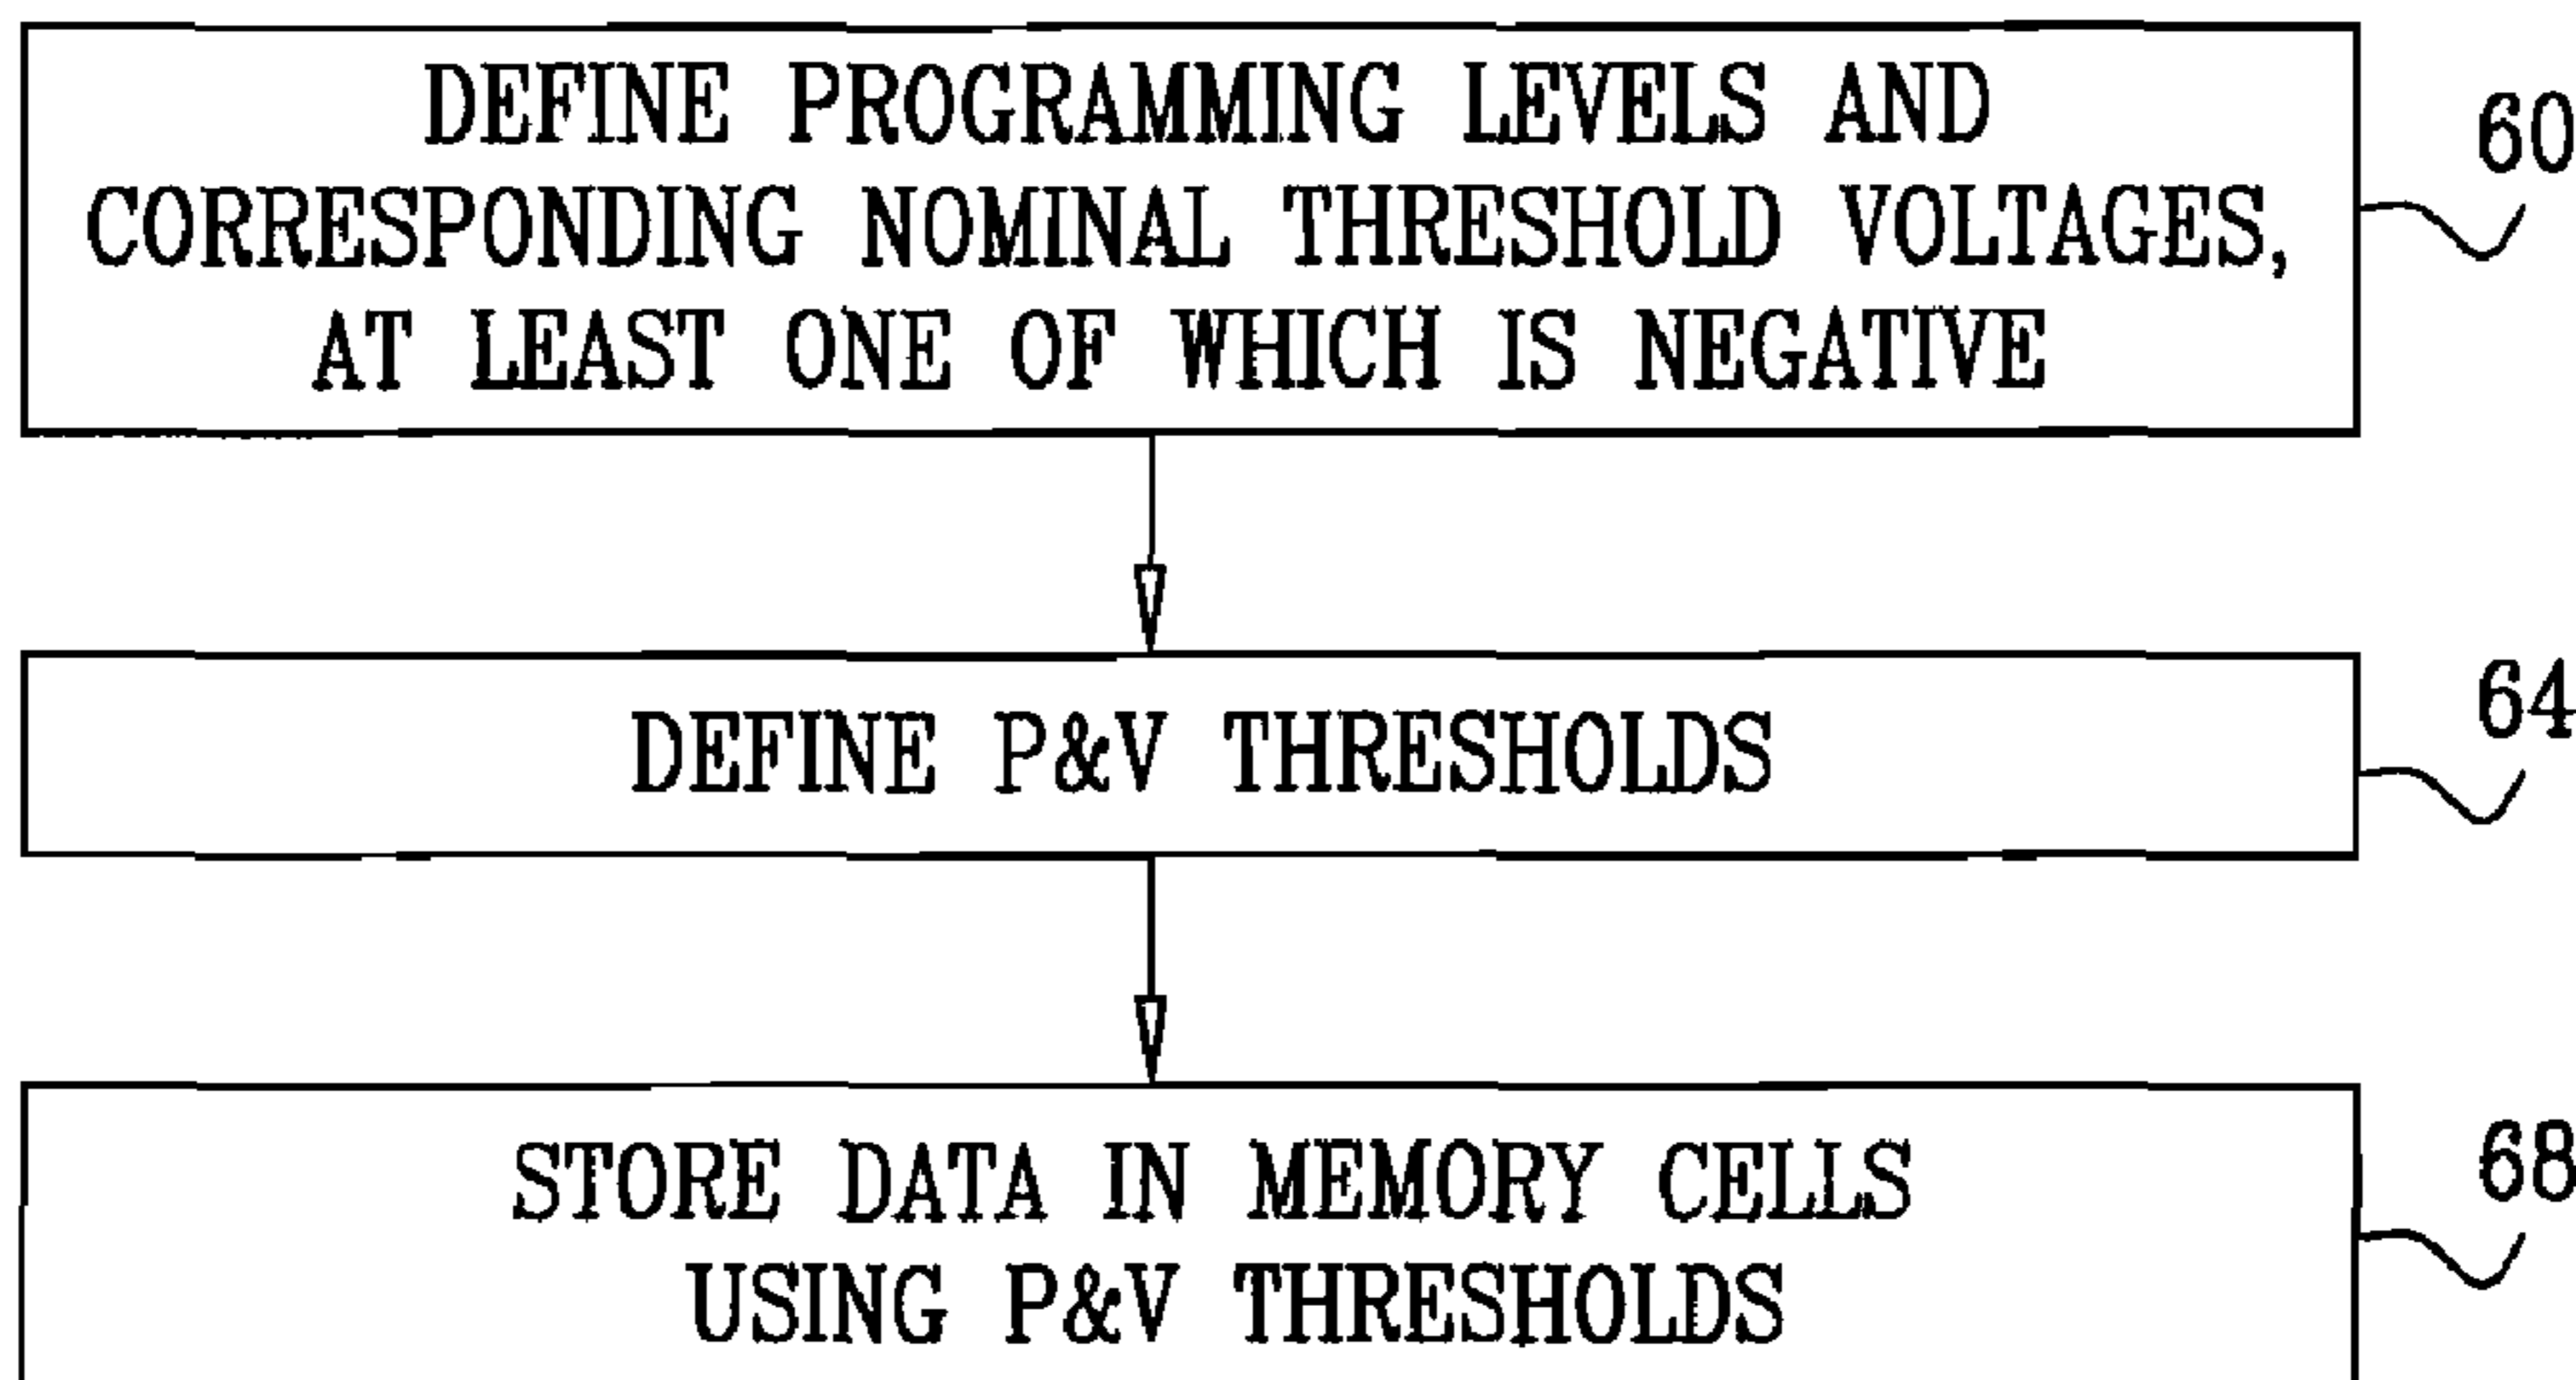 DEFINE PROGRAMMING LEVELS AND
CORRESPONDING NOMINAL THRESHOLD VOLTAGES,
AT LEAST ONE OF WHICH IS NEGATIVE
60
DEFINE P&V THRESHOLDS
64
STORE DATA IN MEMORY CELLS
USING P&V THRESHOLDS
68